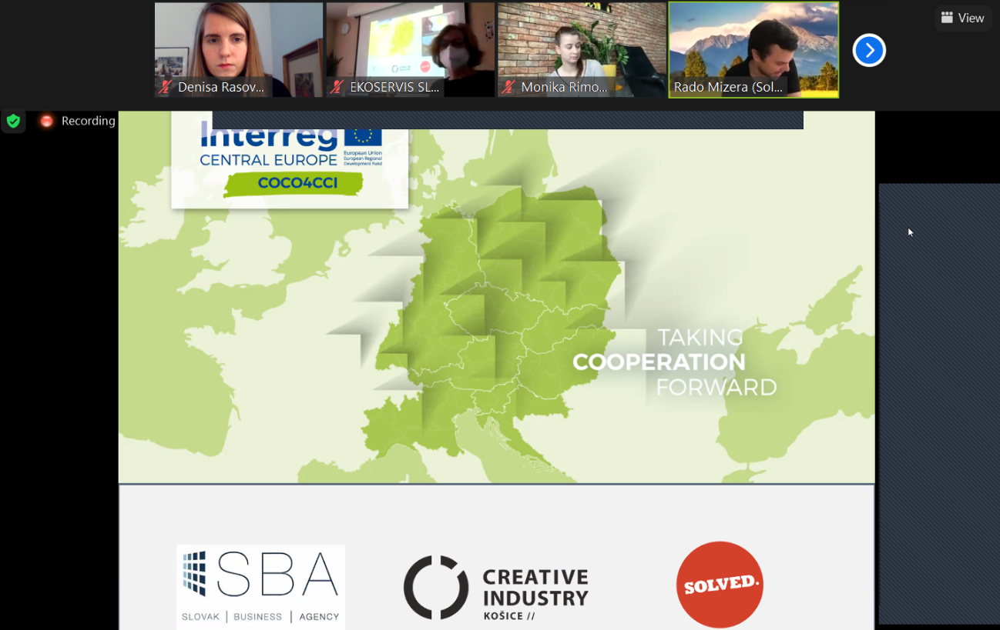 View
Denisa Rasov...
EKOSERVIS SL...
Monika Rimo...
Rado Mizera (Sol...
Recording
Interreg
CENTRAL EUROPE
European Union
European Regional
Development Fund
COCO4CCI
TAKING
COOPERATION
FORWARD
SBA
SLOVAK | BUSINESS | AGENCY
CREATIVE
INDUSTRY
KOŠICE //
SOLVED.